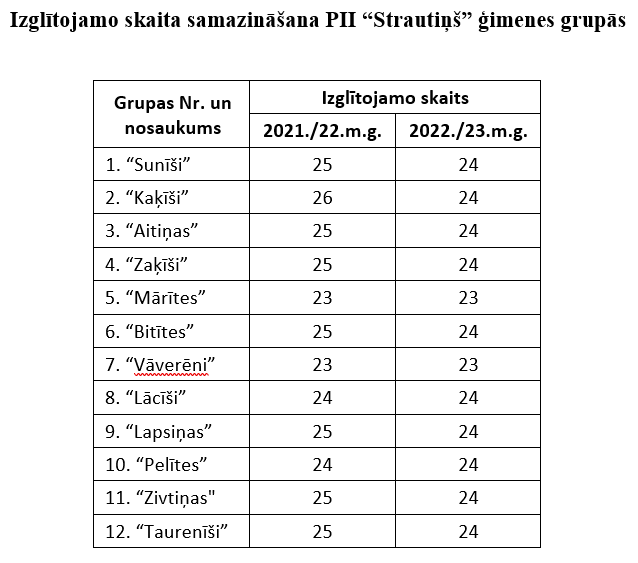 Izglītojamo skaita samazināšana PII “Strautiņš” ģimenes grupās
Grupas Nr. un nosaukums Izglītojamo skaits
2021./22.m.g. 2022./23.m.g.
1. “Sunīši” 25 24
2. “Kaķīši” 26 24
3. “Aitiņas” 25 24
4. “Zaķīši” 25 24
5. “Mārītes” 23 23
6. “Bitītes” 25 24
7. “Vāverēni” 23 23
8. “Lācīši” 24 24
9. “Lapsiņas” 25 24
10. “Pelītes” 24 24
11. “Zivtiņas" 25 24
12. “Taurenīši” 25 24